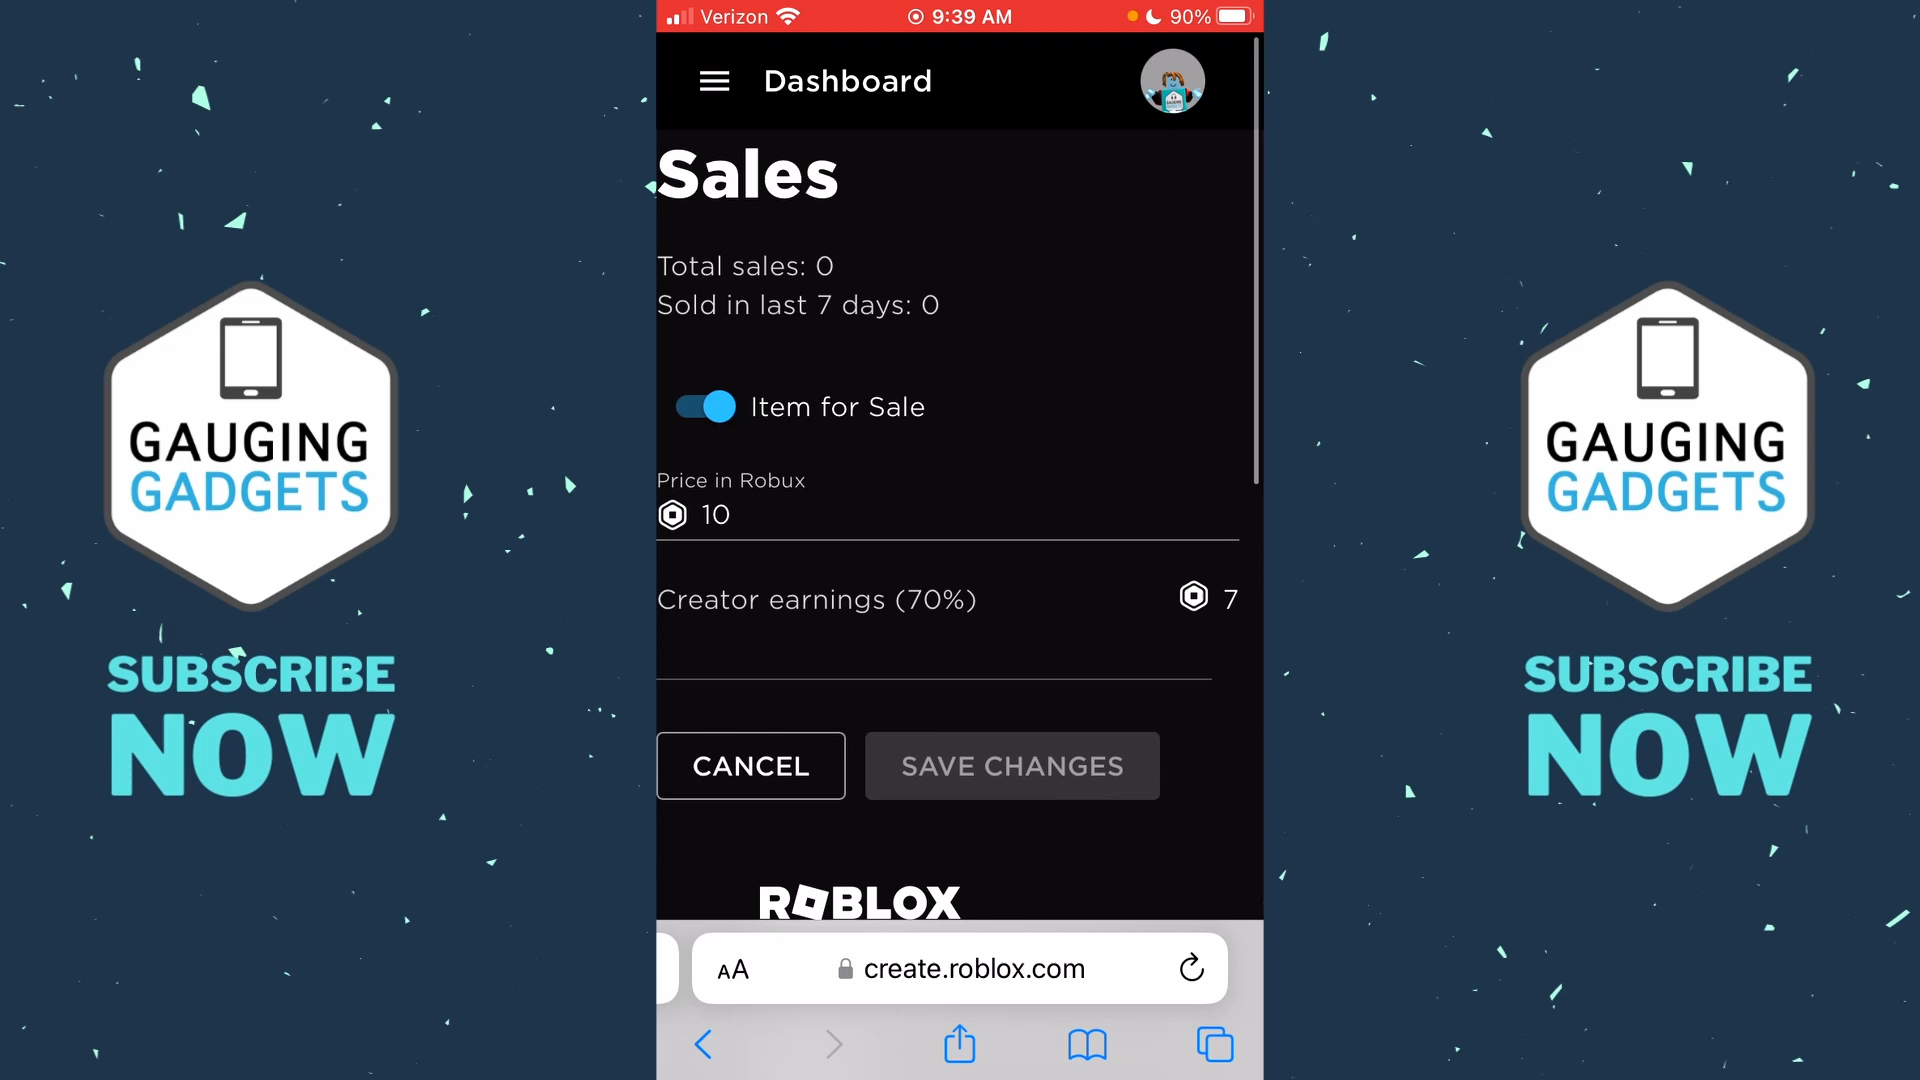 Verizon 9:39 AM 90%
Dashboard
Sales
Total sales: 0
Sold in last 7 days: 0
Item for Sale
Price in Robux
10
Creator earnings (70%) 7
CANCEL SAVE CHANGES
ROBLOX
AA create.roblox.com
GAUGING
GADGETS
SUBSCRIBE
NOW
GAUGING
GADGETS
SUBSCRIBE
NOW